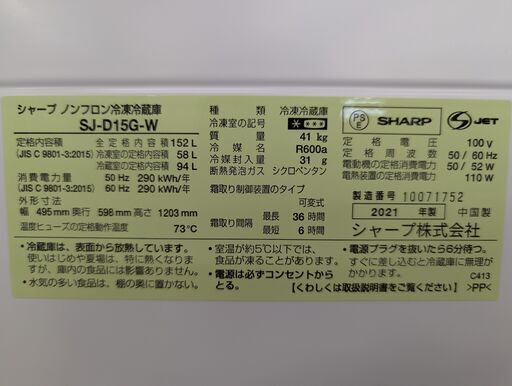 シャープ ノンフロン冷凍冷蔵庫
SJ-D15G-W
定格内容積 全定格内容積 152 L
(JIS C 9801-3:2015) 冷凍室の定格内容積 58 L
冷蔵室の定格内容積 94 L
消費電力量 50 Hz 290 kWh/年
(JIS C 9801-3:2015) 60 Hz 290 kWh/年
外形寸法
幅 495 mm 奥行 598 mm 高さ 1203 mm
温度ヒューズの定格動作温度 73℃
種類 冷凍冷蔵庫
冷凍室の記号
質量 41 kg
冷媒名 R600a
冷媒封入量 31 g
断熱発泡ガス シクロペンタン
霜取り制御装置のタイプ
可変式
霜取り間隔 最長 36 時間
最短 6 時間
PS
E
SHARP
JET
定格電圧 100 V
定格周波数 50 / 60 Hz
電動機の定格消費電力 50 / 52 W
電熱装置の定格消費電力 110 W
製造番号 10071752
2021 年製 中国製
シャープ株式会社
・冷蔵庫は、表面から放熱しています。
使いはじめや夏場は、特に熱くなりますが、庫内の食品には影響ありません。
・水気の多い食品は、棚の奥に置かない。
・室温が約5℃以下では、
食品が凍ることがあります。
・電源は必ずコンセントから
とる。
・電源プラグを抜いたら6分待つ。
すぐに差し込むと冷蔵庫に無理が
かかります。
C413
【くわしくは取扱説明書をご覧ください】
>PP<